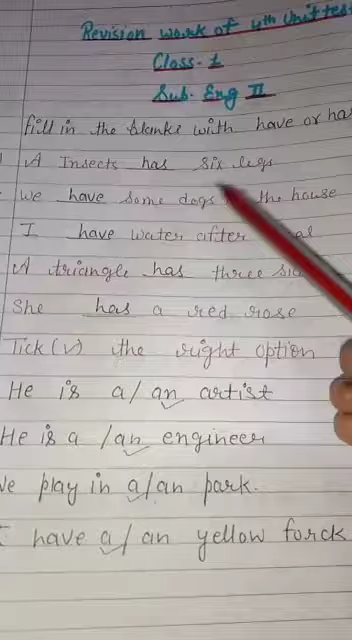 Revision work of 4th Unit tes
Class-1
Sub. Eng II
fill in the blanks with have or has
A Insects has six legs
We have some dogs the house
I have water after
A triangle has three
She has a red rose
Tick (√) the right option
He is a/an artist
He is a/an engineer
We play in a/an park.
I have a/an yellow forck